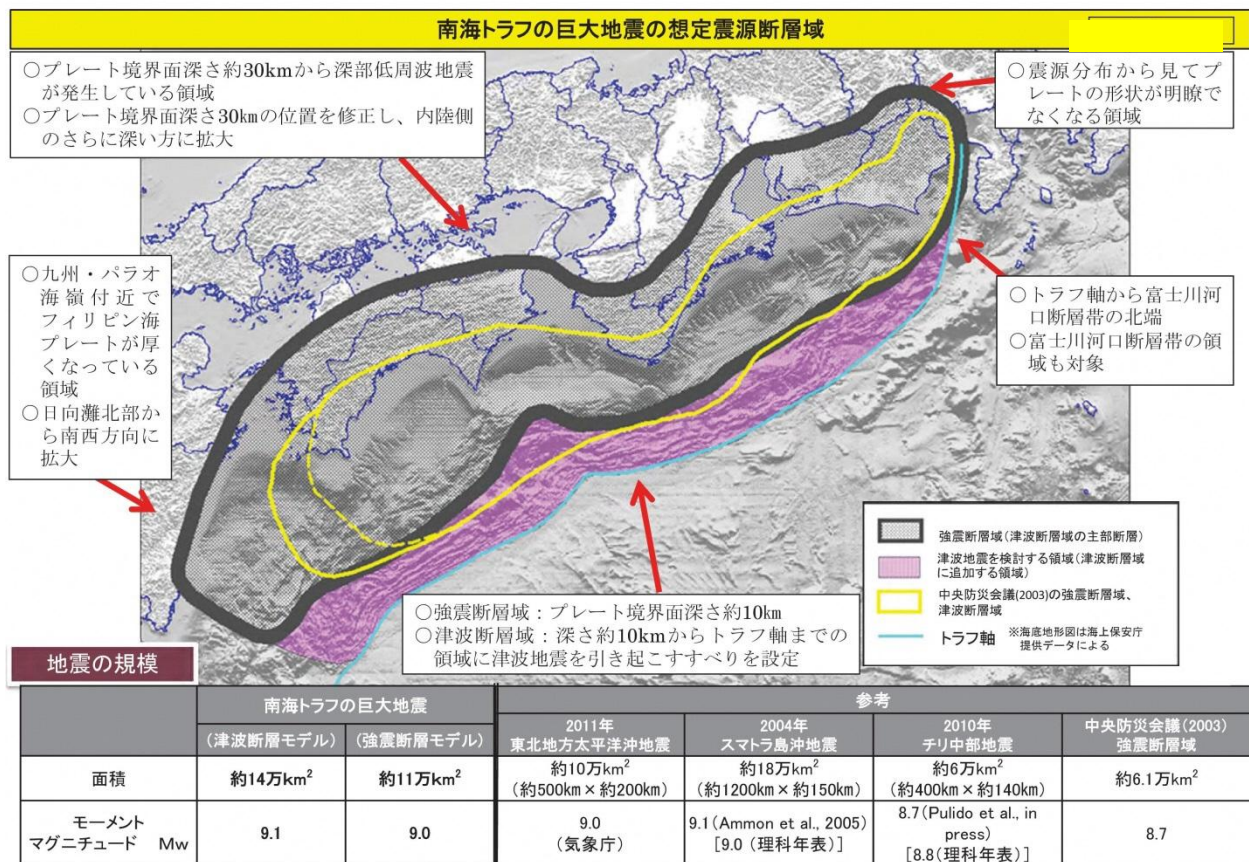 南海トラフの巨大地震の想定震源断層域
○プレート境界面深さ約30kmから深部低周波地震
が発生している領域
○プレート境界面深さ30kmの位置を修正し、内陸側
のさらに深い方に拡大
○震源分布から見てプ
レートの形状が明瞭で
なくなる領域
○九州・パラオ
海嶺付近で
フィリピン海
プレートが厚
くなっている
領域
○日向灘北部か
ら南西方向に
拡大
○トラフ軸から富士川河
口断層帯の北端
○富士川河口断層帯の領
域も対象
○強震断層域：プレート境界面深さ約10km
○津波断層域：深さ約10kmからトラフ軸までの
領域に津波地震を引き起こすすべりを設定
強震断層域(津波断層域の主部断層)
津波地震を検討する領域(津波断層域
に追加する領域)
中央防災会議(2003)の強震断層域、
津波断層域
トラフ軸 ※海底地形図は海上保安庁
提供データによる
地震の規模
南海トラフの巨大地震 参考
(津波断層モデル) (強震断層モデル) 2011年 2004年 2010年 中央防災会議(2003)
東北地方太平洋沖地震 スマトラ島沖地震 チリ中部地震 強震断層域
面積 約14万km² 約11万km² 約10万km² 約18万km² 約6万km² 約6.1万km²
(約500km×約200km) (約1200km×約150km) (約400km×約140km)
モーメント
マグニチュード Mw 9.1 9.0 9.0 9.1(Ammon et al., 2005) 8.7(Pulido et al., in 8.7
(気象庁) [9.0 (理科年表)] press)
[8.8(理科年表)]